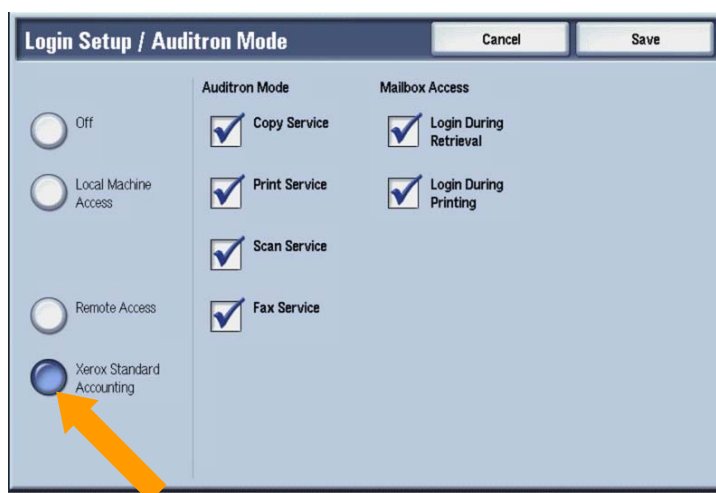 Login Setup / Auditron Mode
Cancel
Save
Auditron Mode
Mailbox Access
Off
Copy Service
Login During
Retrieval
Local Machine
Access
Print Service
Login During
Printing
Scan Service
Remote Access
Fax Service
Xerox Standard
Accounting